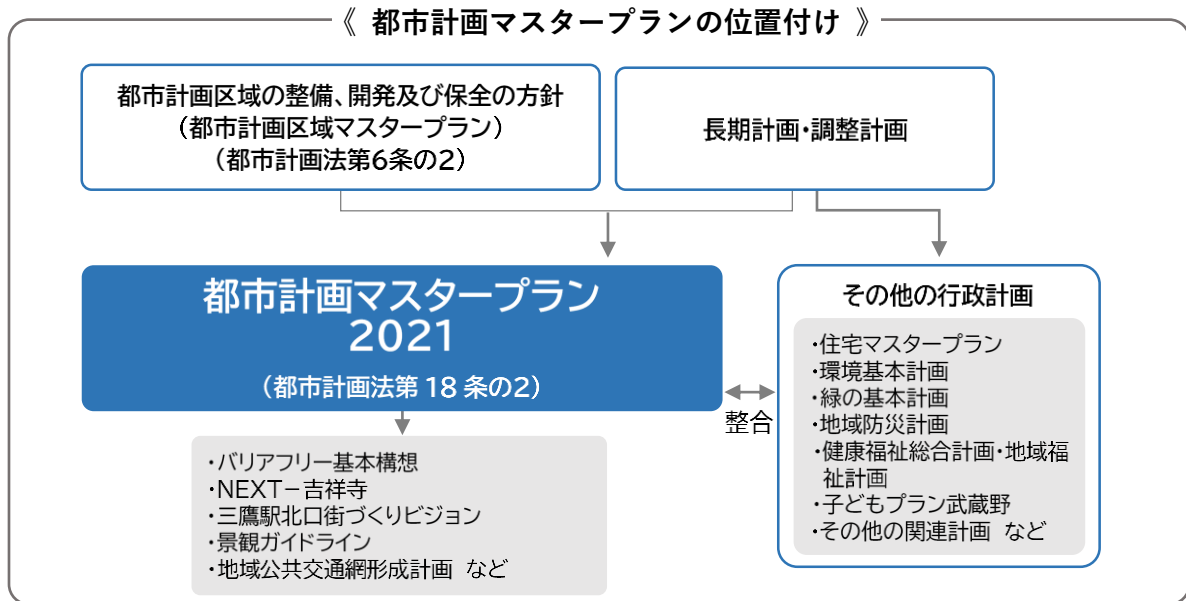 《 都市計画マスタープランの位置付け 》
都市計画区域の整備、開発及び保全の方針
（都市計画区域マスタープラン）
（都市計画法第6条の2）
長期計画・調整計画
都市計画マスタープラン
2021
（都市計画法第 18 条の2）
整合
その他の行政計画
・住宅マスタープラン
・環境基本計画
・緑の基本計画
・地域防災計画
・健康福祉総合計画・地域福
祉計画
・子どもプラン武蔵野
・その他の関連計画 など
・バリアフリー基本構想
・NEXT－吉祥寺
・三鷹駅北口街づくりビジョン
・景観ガイドライン
・地域公共交通網形成計画 など